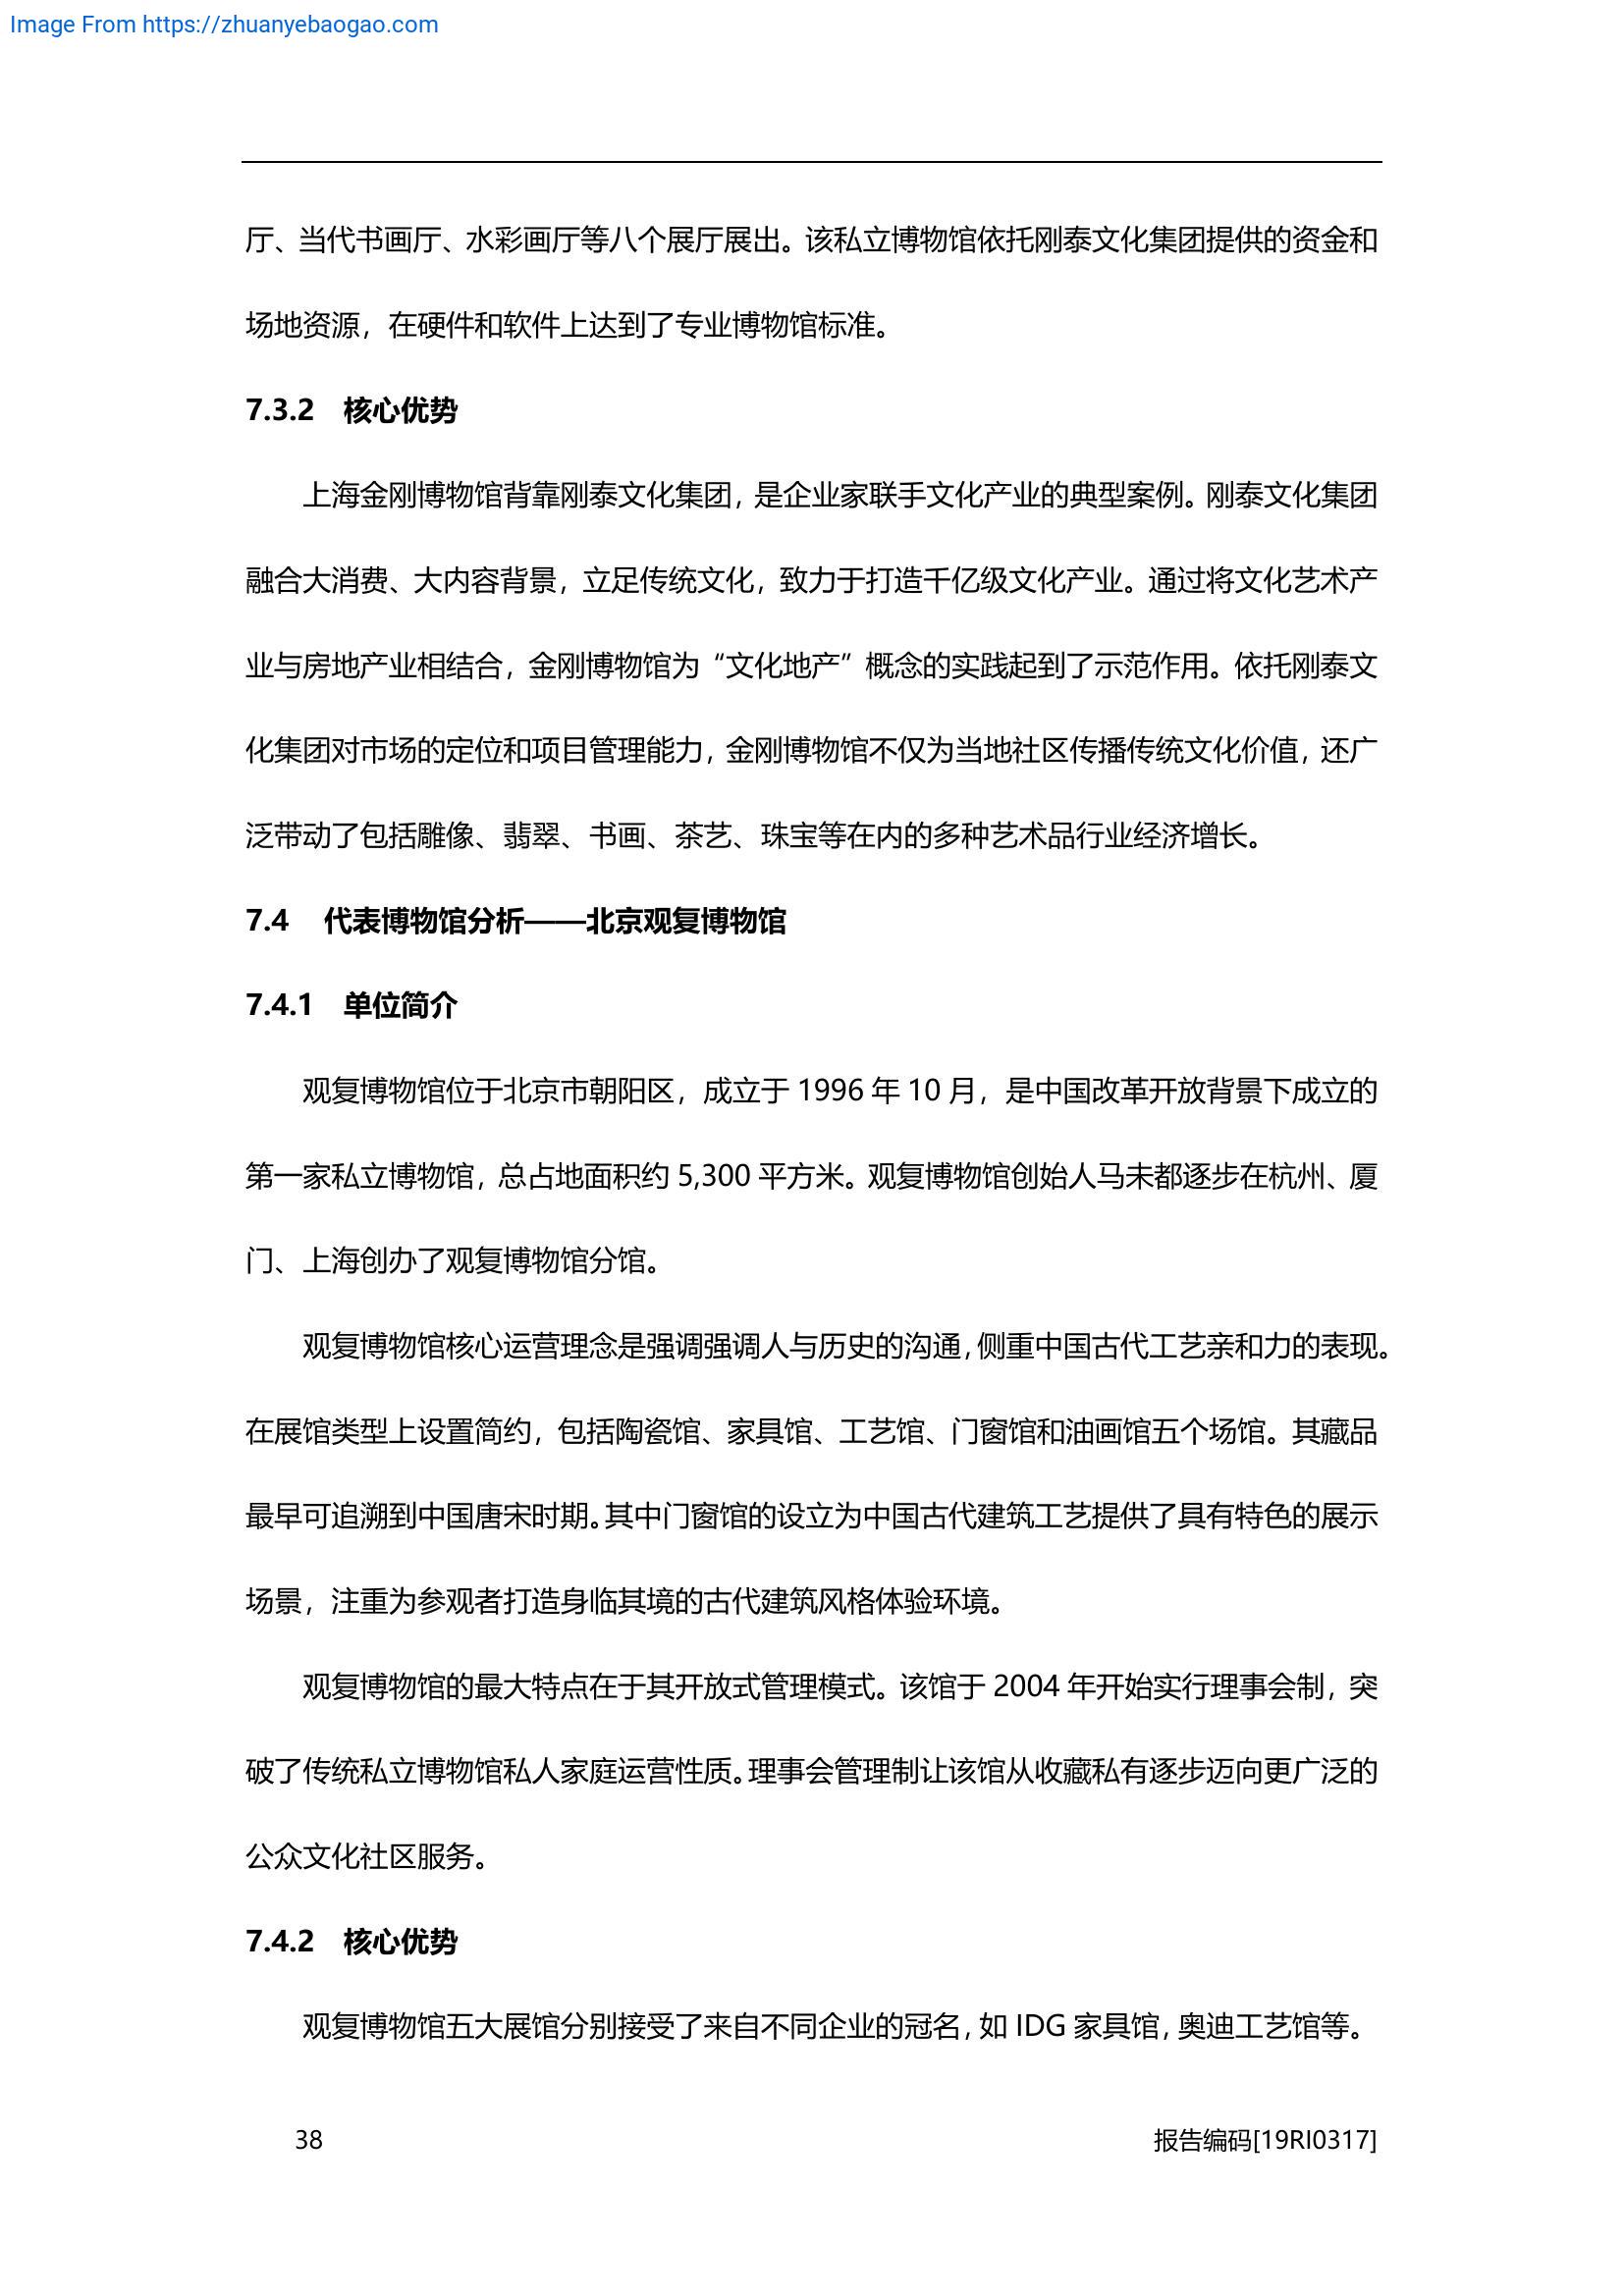 Image From https://zhuanyebaogao.com
厅、当代书画厅、水彩画厅等八个展厅展出。该私立博物馆依托刚泰文化集团提供的资金和
场地资源，在硬件和软件上达到了专业博物馆标准。
7.3.2 核心优势
上海金刚博物馆背靠刚泰文化集团，是企业家联手文化产业的典型案例。刚泰文化集团
融合大消费、大内容背景，立足传统文化，致力于打造千亿级文化产业。通过将文化艺术产
业与房地产业相结合，金刚博物馆为“文化地产”概念的实践起到了示范作用。依托刚泰文
化集团对市场的定位和项目管理能力，金刚博物馆不仅为当地社区传播传统文化价值，还广
泛带动了包括雕像、翡翠、书画、茶艺、珠宝等在内的多种艺术品行业经济增长。
7.4 代表博物馆分析——北京观复博物馆
7.4.1 单位简介
观复博物馆位于北京市朝阳区，成立于 1996 年 10 月，是中国改革开放背景下成立的
第一家私立博物馆，总占地面积约 5,300 平方米。观复博物馆创始人马未都逐步在杭州、厦
门、上海创办了观复博物馆分馆。
观复博物馆核心运营理念是强调强调人与历史的沟通，侧重中国古代工艺亲和力的表现。
在展馆类型上设置简约，包括陶瓷馆、家具馆、工艺馆、门窗馆和油画馆五个场馆。其藏品
最早可追溯到中国唐宋时期。其中门窗馆的设立为中国古代建筑工艺提供了具有特色的展示
场景，注重为参观者打造身临其境的古代建筑风格体验环境。
观复博物馆的最大特点在于其开放式管理模式。该馆于 2004 年开始实行理事会制，突
破了传统私立博物馆私人家庭运营性质。理事会管理制让该馆从收藏私有逐步迈向更广泛的
公众文化社区服务。
7.4.2 核心优势
观复博物馆五大展馆分别接受了来自不同企业的冠名，如 IDG 家具馆，奥迪工艺馆等。
38 报告编码[19RI0317]